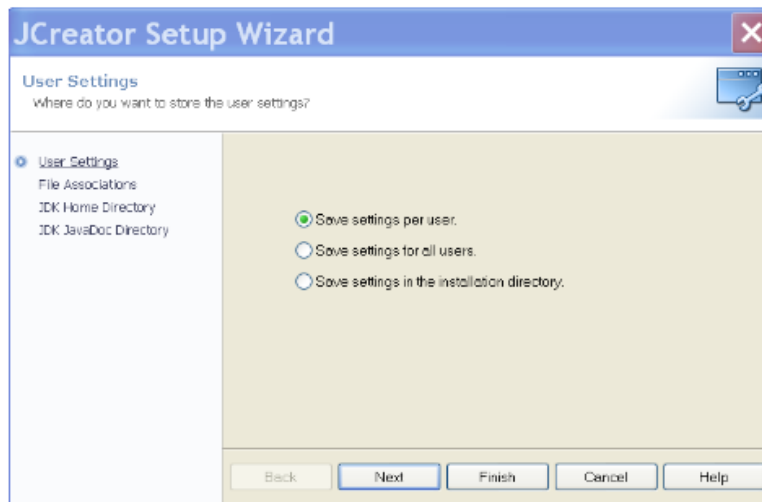 JCreator Setup Wizard
User Settings
Where do you want to store the user settings?
User Settings
File Associations
JDK Home Directory
JDK JavaDoc Directory
Save settings per user.
Save settings for all users.
Save settings in the installation directory.
Back Next Finish Cancel Help